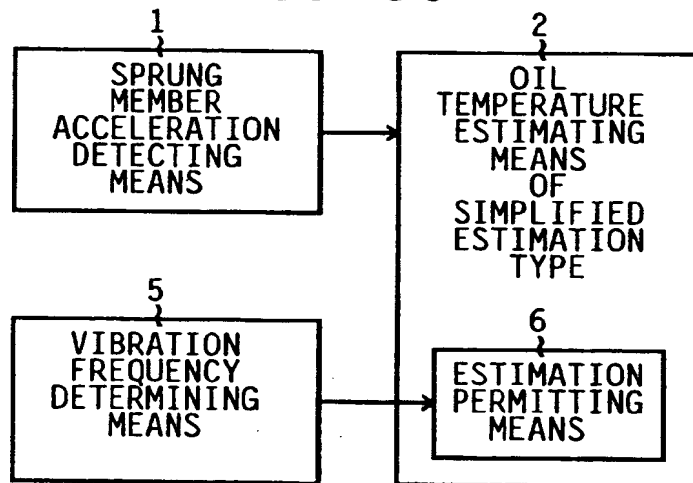 1
SPRUNG
MEMBER
ACCELERATION
DETECTING
MEANS
2
OIL
TEMPERATURE
ESTIMATING
MEANS
OF
SIMPLIFIED
ESTIMATION
TYPE
5
VIBRATION
FREQUENCY
DETERMINING
MEANS
6
ESTIMATION
PERMITTING
MEANS